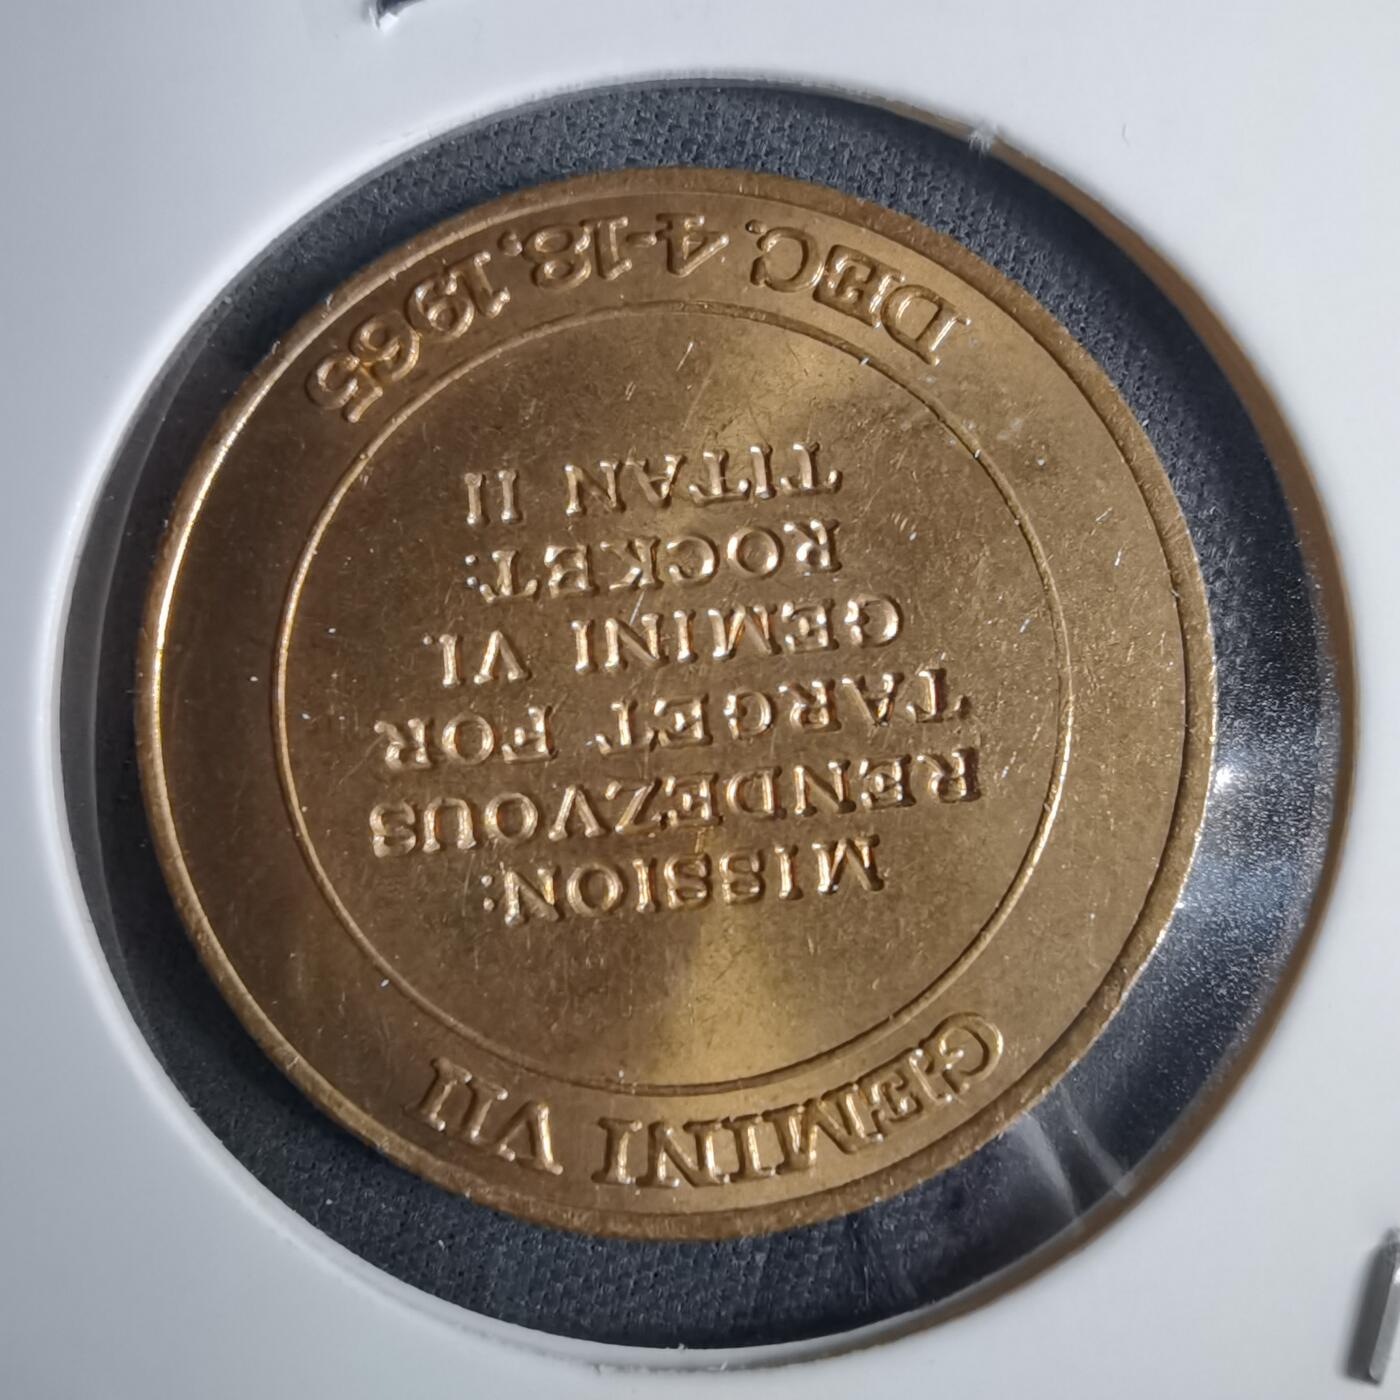 GEMINI VII
MISSION:
RENDEZVOUS
TARGET FOR
GEMINI VI.
ROCKET:
TITAN II
DEC. 4-18, 1965